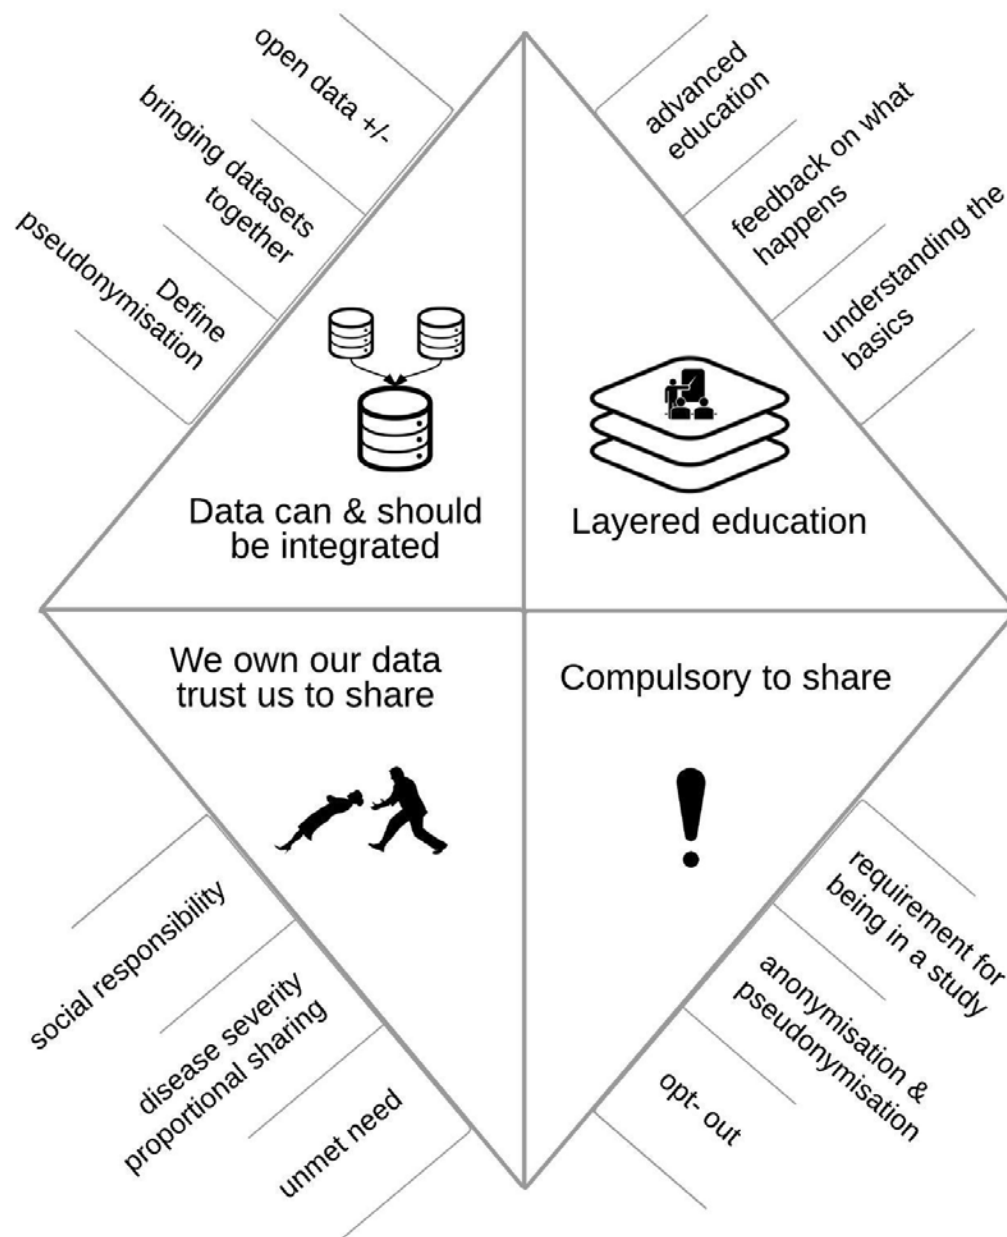 open data +/-
bringing datasets
together
Define
pseudonymisation
Data can & should
be integrated
advanced
education
feedback on what
happens
understanding the
basics
Layered education
We own our data
trust us to share
social responsibility
disease severity
proportional sharing
unmet need
Compulsory to share
requirement for
being in a study
anonymisation &
pseudonymisation
opt- out